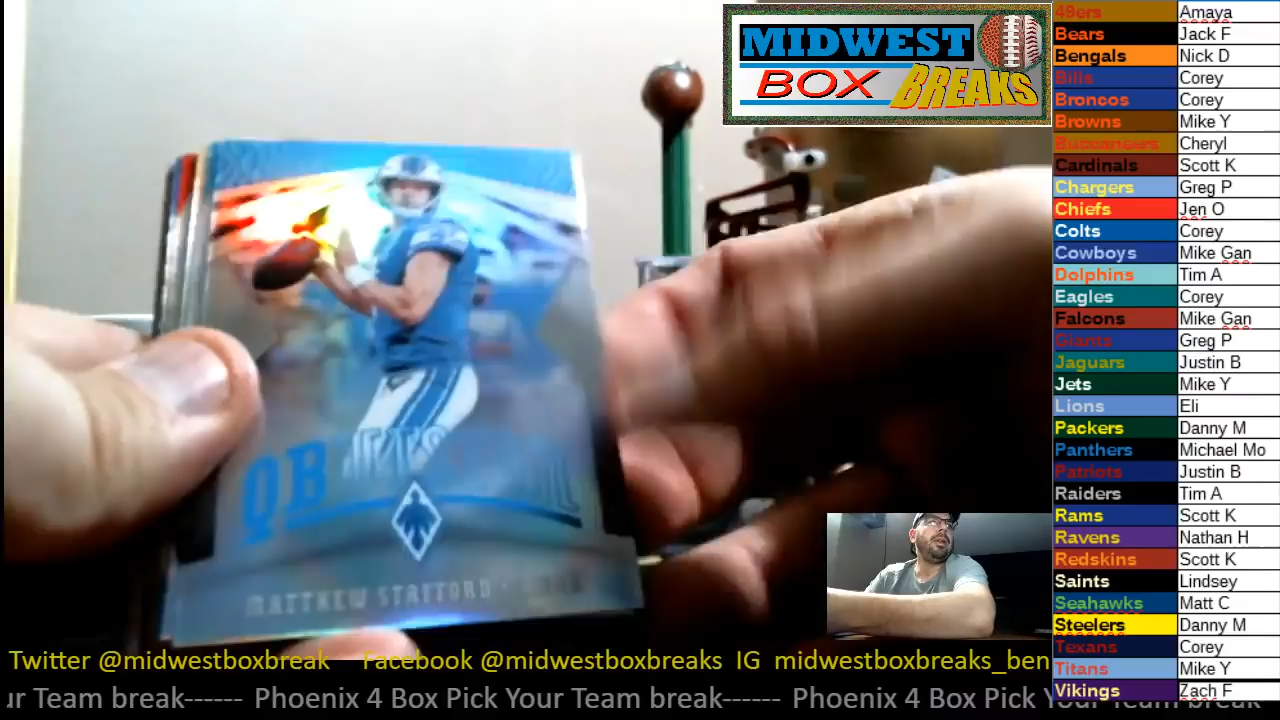 MIDWEST
BOX BREAKS
49ers Amaya
Bears Jack F
Bengals Nick D
Bills Corey
Broncos Corey
Browns Mike Y
Buccaneers Cheryl
Cardinals Scott K
Chargers Greg P
Chiefs Jen O
Colts Corey
Cowboys Mike Gan
Dolphins Tim A
Eagles Corey
Falcons Mike Gan
Giants Greg P
Jaguars Justin B
Jets Mike Y
Lions Eli
Packers Danny M
Panthers Michael Mo
Patriots Justin B
Raiders Tim A
Rams Scott K
Ravens Nathan H
Redskins Scott K
Saints Lindsey
Seahawks Matt C
Steelers Danny M
Texans Corey
Titans Mike Y
Vikings Zach F
QB
Twitter @midwestboxbreak Facebook @midwestboxbreaks IG midwestboxbreaks_ben
ur Team break------ Phoenix 4 Box Pick Your Team break------ Phoenix 4 Box Pick Your Team break